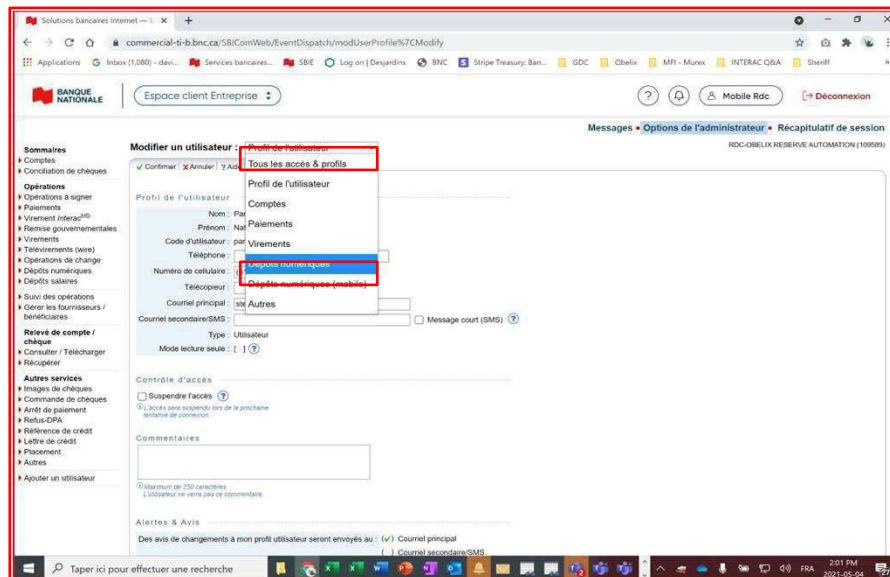 Solutions bancaires Internet — S
commercial-ti-b.bnc.ca/SBIComWeb/EventDispatch/modUserProfile%7CModify
Applications
Inbox (1,080) - davi...
Services bancaires...
SBIE
Log on | Desjardins
BNC
Stripe Treasury: Ban...
GDC
Obelix
MFI - Murex
INTERAC Q&A
Sheriff
BANQUE
NATIONALE
Espace client Entreprise
Mobile Rdc
Déconnexion
Messages • Options de l'administrateur • Récapitulatif de session
RDC-OBELIX RESERVE AUTOMATION (109589)
Sommaires
Comptes
Conciliation de chèques
Opérations
Opérations à signer
Paiements
Virement Interac MD
Remise gouvernementales
Virements
Télévirements (wire)
Opérations de change
Dépôts numériques
Dépôts salaires
Suivi des opérations
Gérer les fournisseurs /
bénéficiaires
Relevé de compte /
chèque
Consulter / Télécharger
Récupérer
Autres services
Images de chèques
Commande de chèques
Arrêt de paiement
Refus-DPA
Référence de crédit
Lettre de crédit
Placement
Autres
Ajouter un utilisateur
Modifier un utilisateur : Profil de l'utilisateur
Confirmer | Annuler | ? Aide
Tous les accès & profils
Profil de l'utilisateur
Comptes
Paiements
Virements
Dépôts numériques
Dépôts numériques (mobile)
Autres
Profil de l'utilisateur
Nom : Par
Prénom : Nat
Code d'utilisateur : par
Téléphone :
Numéro de cellulaire :
Télécopieur :
Courriel principal : ste
Courriel secondaire/SMS :
Message court (SMS) ?
Type : Utilisateur
Mode lecture seule : [ ] ?
Contrôle d'accès
Suspendre l'accès ?
L'accès sera suspendu lors de la prochaine
tentative de connexion.
Commentaires
Maximum de 250 caractères
L'utilisateur ne verra pas ce commentaire.
Alertes & Avis
Des avis de changements à mon profil utilisateur seront envoyés au : (✓) Courriel principal
( ) Courriel secondaire/SMS
Taper ici pour effectuer une recherche
FRA
2:01 PM
2021-05-04